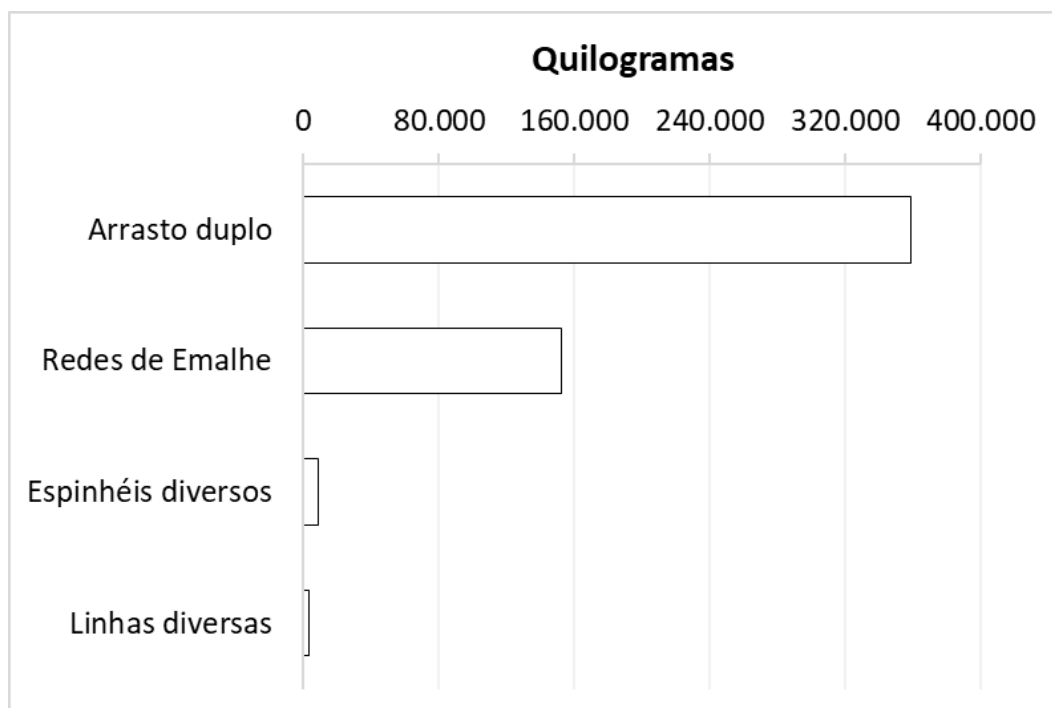 Quilogramas
0 80.000 160.000 240.000 320.000 400.000
Arrasto duplo
Redes de Emalhe
Espinhéis diversos
Linhas diversas